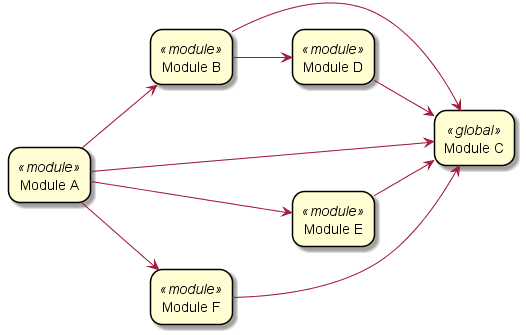 «module»
Module B
«module»
Module D
«global»
Module C
«module»
Module A
«module»
Module E
«module»
Module F